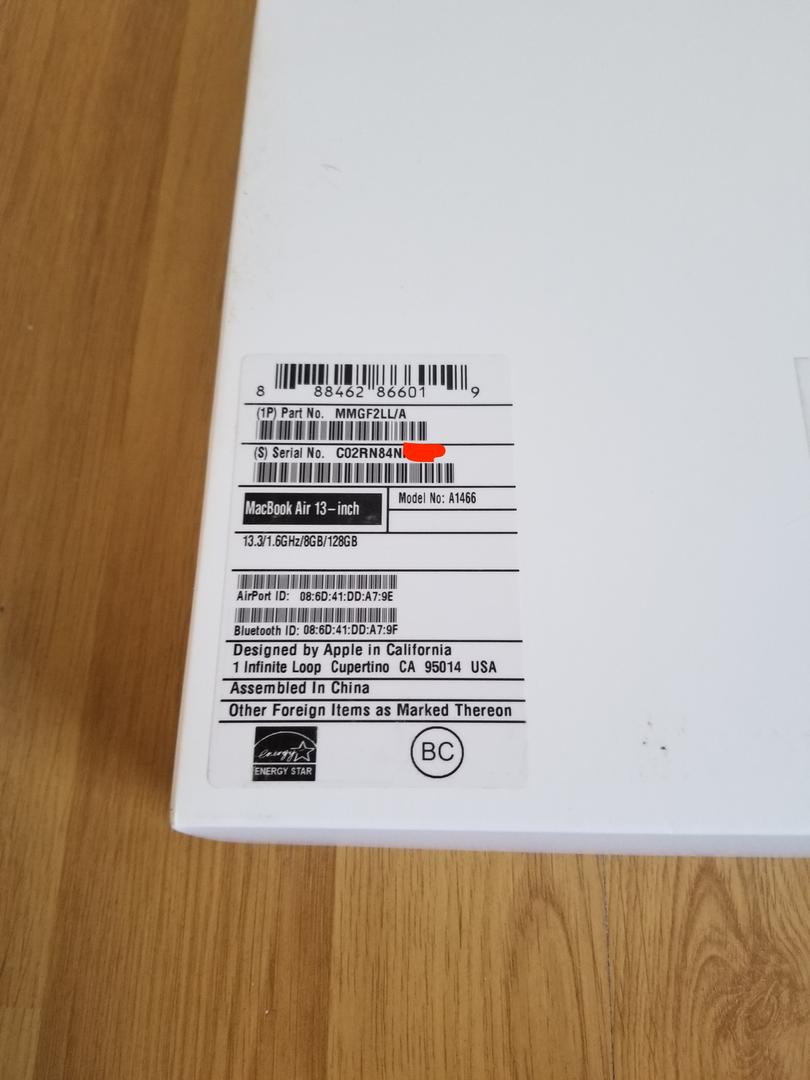 8 88462 86601 9
(1P) Part No. MMGF2LL/A
(S) Serial No. C02RN84N
MacBook Air 13-inch
Model No: A1466
13.3/1.6GHz/8GB/128GB
AirPort ID: 08:6D:41:DD:A7:9E
Bluetooth ID: 08:6D:41:DD:A7:9F
Designed by Apple in California
1 Infinite Loop Cupertino CA 95014 USA
Assembled In China
Other Foreign Items as Marked Thereon
energy
ENERGY STAR
BC